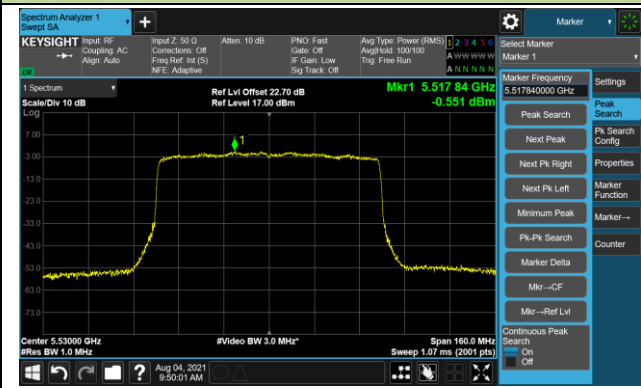 Spectrum Analyzer 1
Swept SA
Marker
KEYSIGHT
Input: RF
Coupling: AC
Align: Auto
Input Z: 50 Ω
Corrections: Off
Freq Ref: Int (S)
NFE: Adaptive
Atten: 10 dB
PNO: Fast
Gate: Off
IF Gain: Low
Sig Track: Off
Avg Type: Power (RMS)
Avg|Hold: 100/100
Trig: Free Run
1 2 3 4 5 6
A W W W W W
A N N N N N
LXI
Select Marker
Marker 1
1 Spectrum
Scale/Div 10 dB
Log
Ref Lvl Offset 22.70 dB
Ref Level 17.00 dBm
Mkr1 5.517 84 GHz
-0.551 dBm
7.00
-3.00
-13.0
-23.0
-33.0
-43.0
-53.0
-63.0
-73.0
1
Center 5.53000 GHz
#Res BW 1.0 MHz
#Video BW 3.0 MHz*
Span 160.0 MHz
Sweep 1.07 ms (2001 pts)
Marker Frequency
5.517840000 GHz
Peak Search
Next Peak
Next Pk Right
Next Pk Left
Minimum Peak
Pk-Pk Search
Marker Delta
Mkr→CF
Mkr→Ref Lvl
Continuous Peak
Search
On
Off
Settings
Peak
Search
Pk Search
Config
Properties
Marker
Function
Marker→
Counter
?
Aug 04, 2021
9:50:01 AM